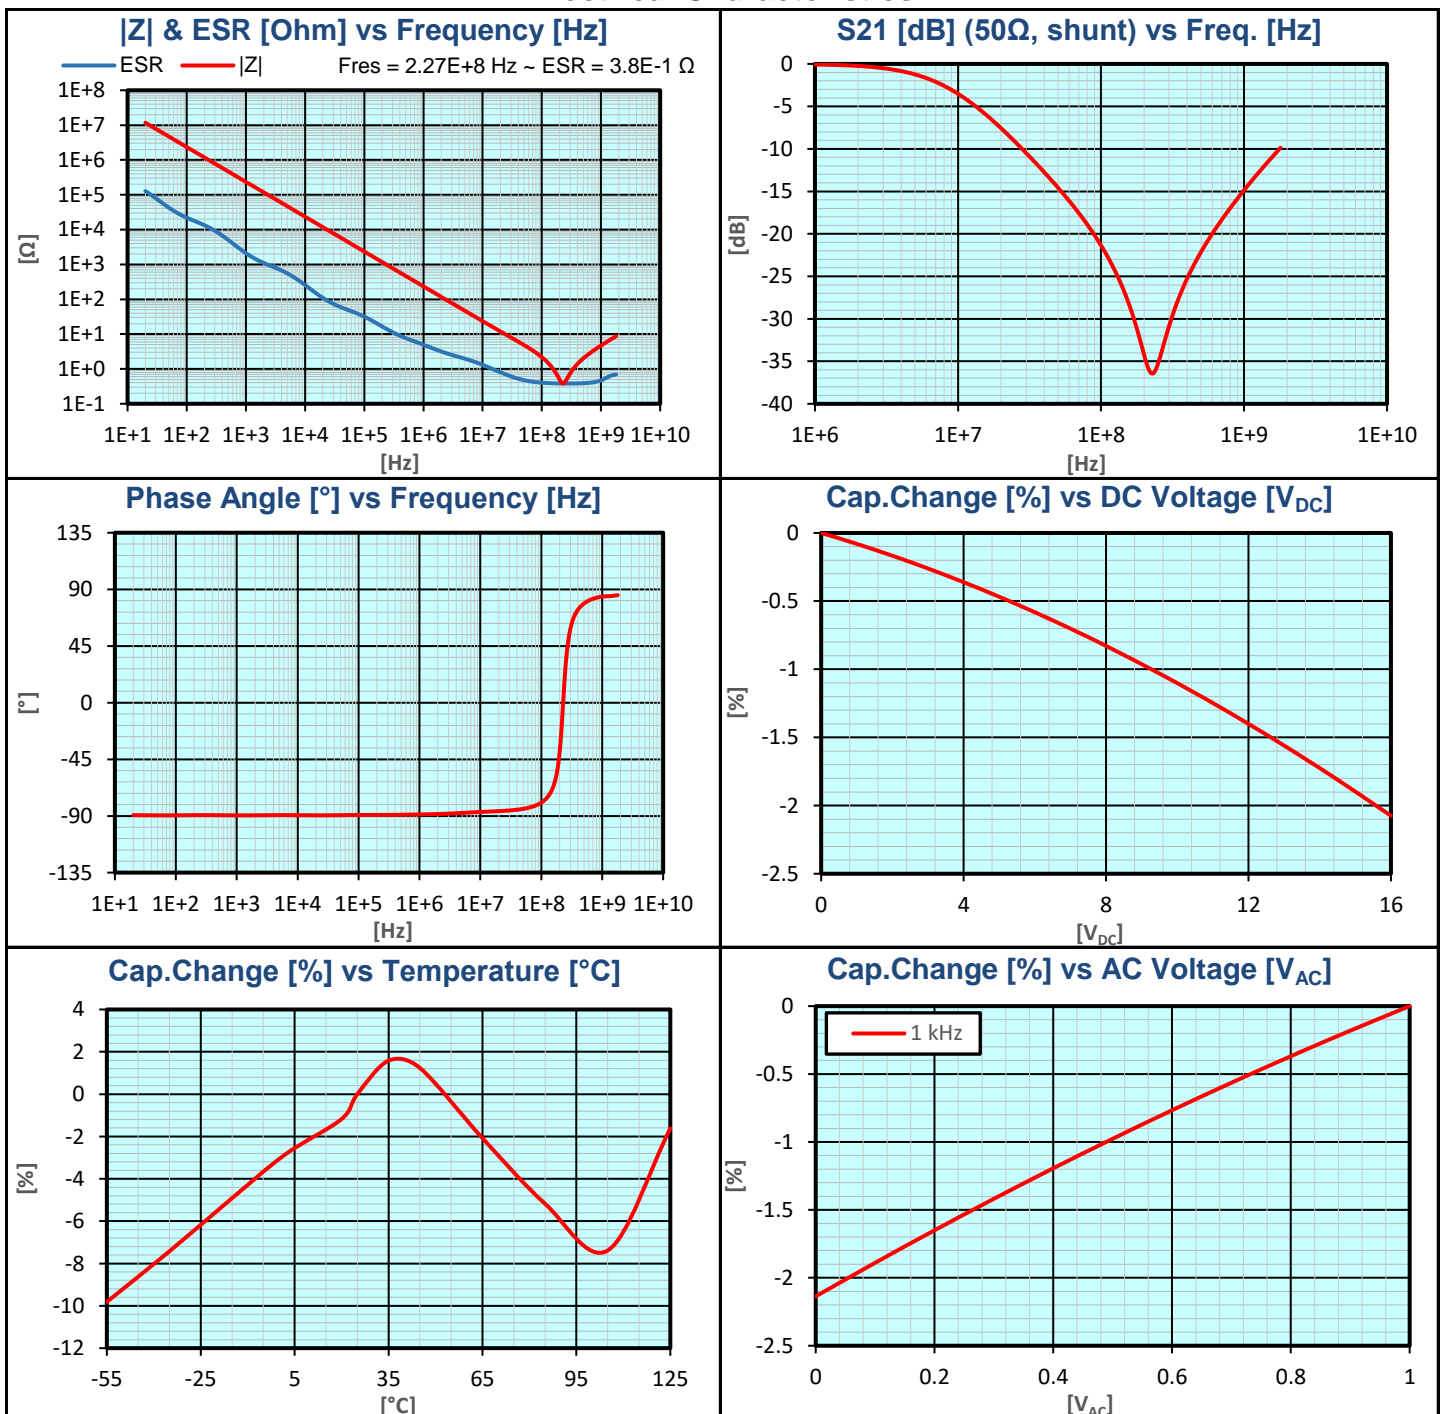 |Z| & ESR [Ohm] vs Frequency [Hz]
ESR |Z| Fres = 2.27E+8 Hz ~ ESR = 3.8E-1 Ω
1E+8
1E+7
1E+6
1E+5
1E+4
1E+3
1E+2
1E+1
1E+0
1E-1
[Ω]
1E+1 1E+2 1E+3 1E+4 1E+5 1E+6 1E+7 1E+8 1E+9 1E+10
[Hz]
S21 [dB] (50Ω, shunt) vs Freq. [Hz]
0
-5
-10
-15
-20
-25
-30
-35
-40
[dB]
1E+6 1E+7 1E+8 1E+9 1E+10
[Hz]
Phase Angle [°] vs Frequency [Hz]
135
90
45
0
-45
-90
-135
[°]
1E+1 1E+2 1E+3 1E+4 1E+5 1E+6 1E+7 1E+8 1E+9 1E+10
[Hz]
Cap.Change [%] vs DC Voltage [VDC]
0
-0.5
-1
-1.5
-2
-2.5
[%]
0 4 8 12 16
[VDC]
Cap.Change [%] vs Temperature [°C]
4
2
0
-2
-4
-6
-8
-10
-12
[%]
-55 -25 5 35 65 95 125
[°C]
Cap.Change [%] vs AC Voltage [VAC]
1 kHz
0
-0.5
-1
-1.5
-2
-2.5
[%]
0 0.2 0.4 0.6 0.8 1
[VAC]